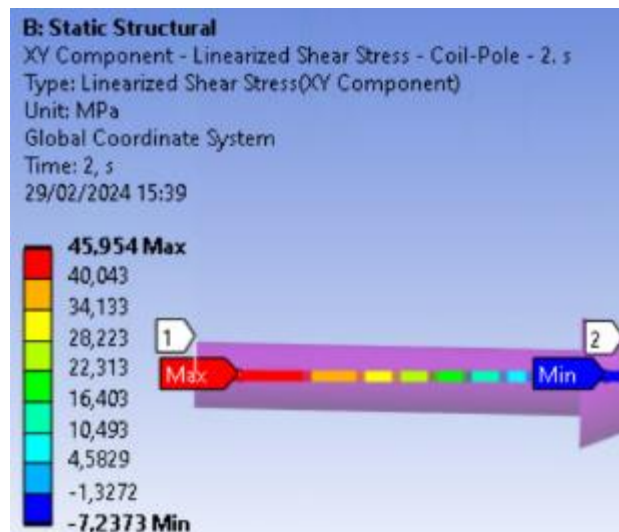 B: Static Structural
XY Component - Linearized Shear Stress - Coil-Pole - 2. s
Type: Linearized Shear Stress(XY Component)
Unit: MPa
Global Coordinate System
Time: 2, s
29/02/2024 15:39
45,954 Max
40,043
34,133
28,223
22,313
16,403
10,493
4,5829
-1,3272
-7,2373 Min
1
2
Max
Min